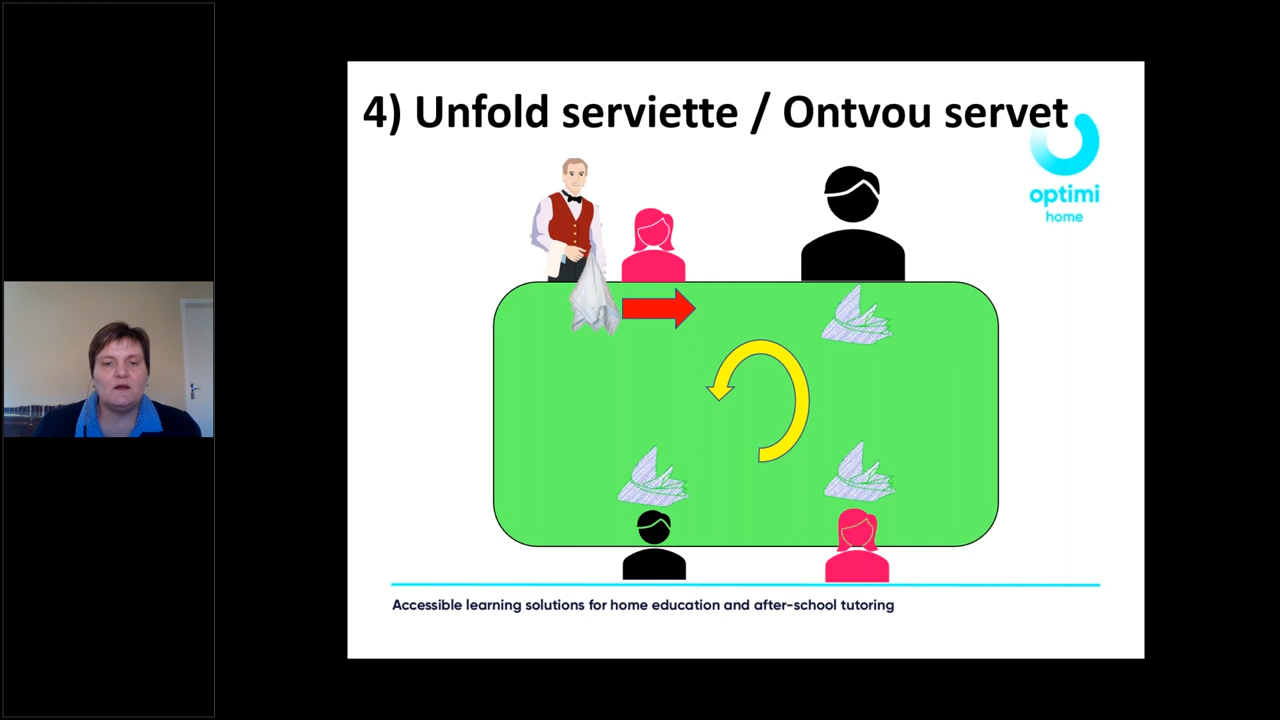 4) Unfold serviette / Ontvou servet
optimi
home
Accessible learning solutions for home education and after-school tutoring